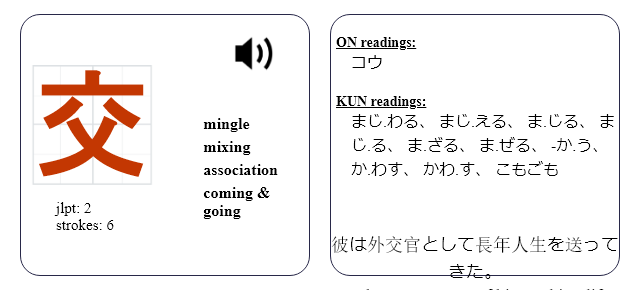 交
mingle
mixing
association
coming &
going
jlpt: 2
strokes: 6
ON readings:
コウ
KUN readings:
まじ.わる、 まじ.える、 ま.じる、 ま
じ.る、 ま.ざる、 ま.ぜる、 -か.う、
か.わす、 かわ.す、 こもごも
彼は外交官として長年人生を送って
きた。